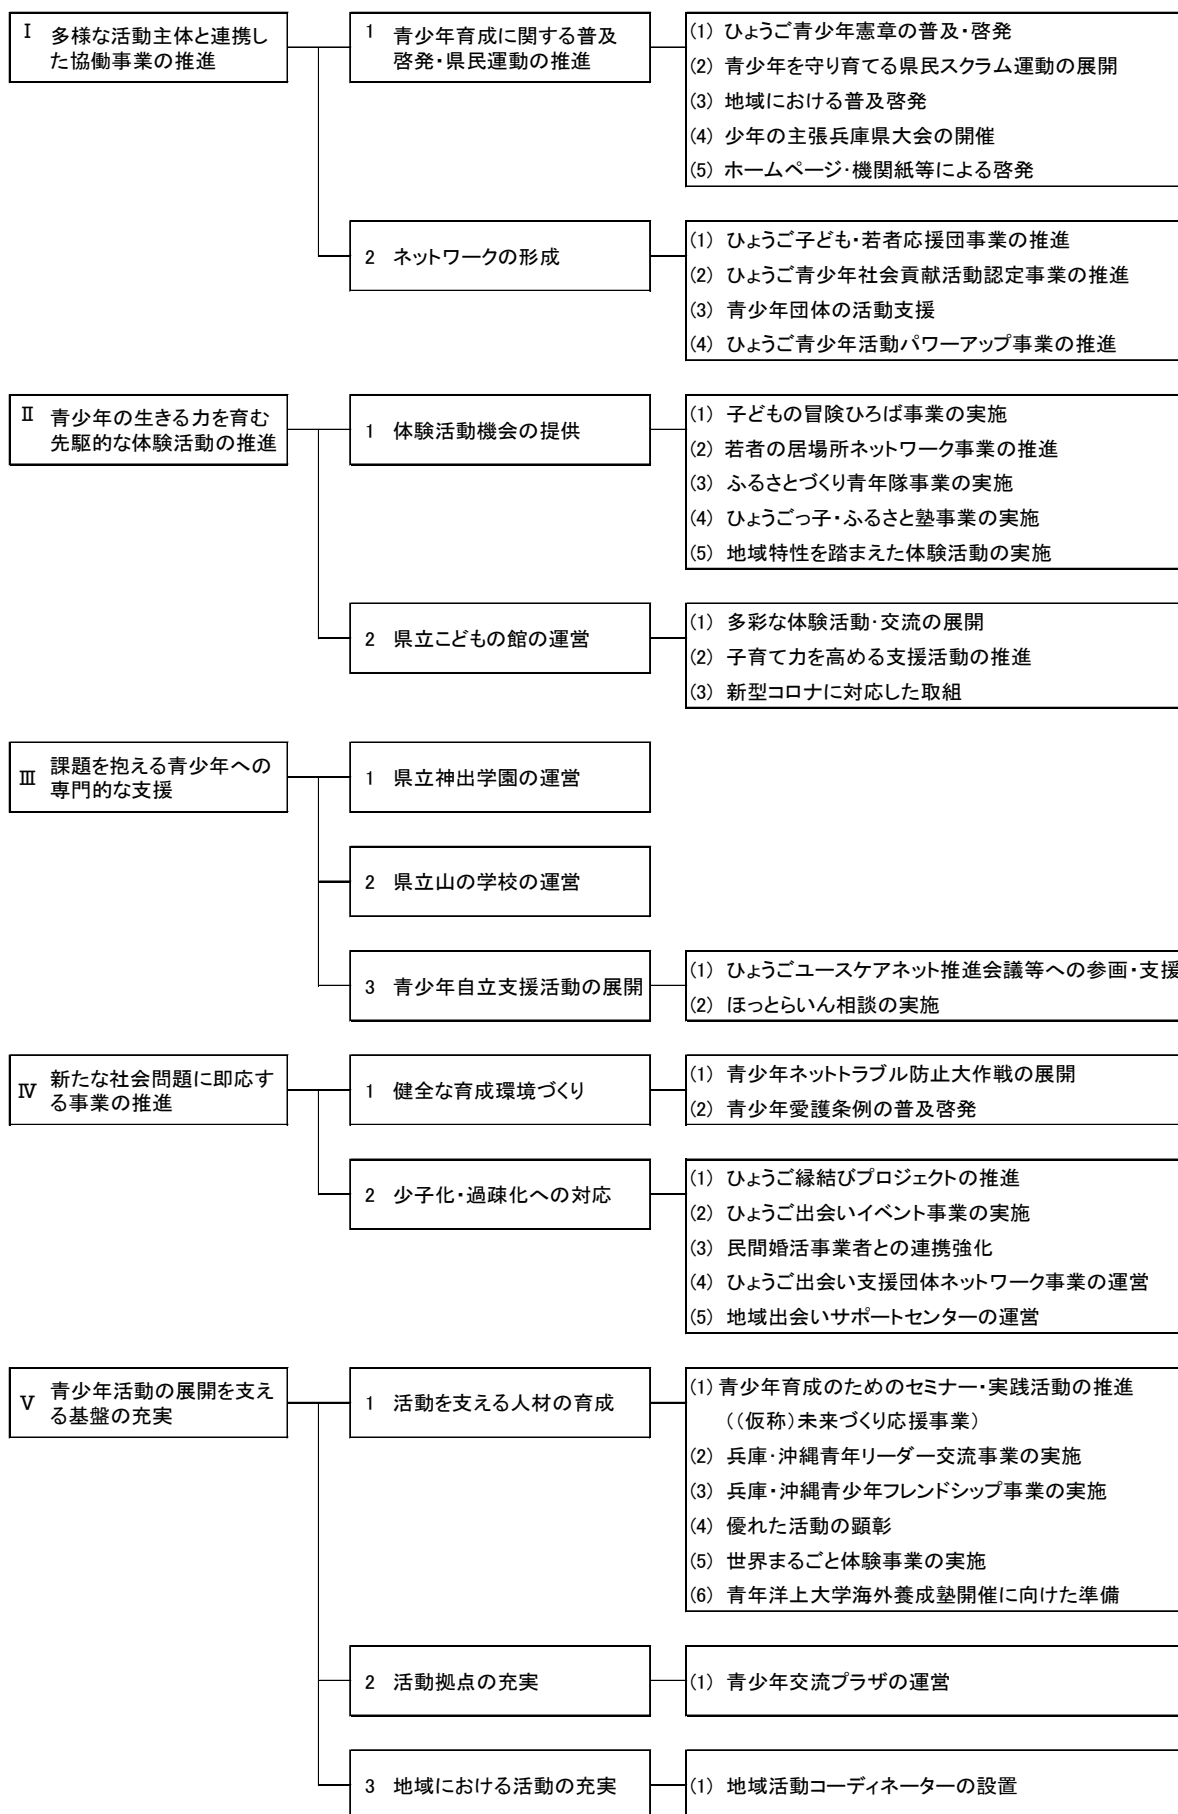 Ⅰ 多様な活動主体と連携し
た協働事業の推進
1 青少年育成に関する普及
啓発・県民運動の推進
(1) ひょうご青少年憲章の普及・啓発
(2) 青少年を守り育てる県民スクラム運動の展開
(3) 地域における普及啓発
(4) 少年の主張兵庫県大会の開催
(5) ホームページ・機関紙等による啓発
2 ネットワークの形成
(1) ひょうご子ども・若者応援団事業の推進
(2) ひょうご青少年社会貢献活動認定事業の推進
(3) 青少年団体の活動支援
(4) ひょうご青少年活動パワーアップ事業の推進
Ⅱ 青少年の生きる力を育む
先駆的な体験活動の推進
1 体験活動機会の提供
(1) 子どもの冒険ひろば事業の実施
(2) 若者の居場所ネットワーク事業の推進
(3) ふるさとづくり青年隊事業の実施
(4) ひょうごっ子・ふるさと塾事業の実施
(5) 地域特性を踏まえた体験活動の実施
2 県立こどもの館の運営
(1) 多彩な体験活動・交流の展開
(2) 子育て力を高める支援活動の推進
(3) 新型コロナに対応した取組
Ⅲ 課題を抱える青少年への
専門的な支援
1 県立神出学園の運営
2 県立山の学校の運営
3 青少年自立支援活動の展開
(1) ひょうごユースケアネット推進会議等への参画・支援
(2) ほっとらいん相談の実施
Ⅳ 新たな社会問題に即応す
る事業の推進
1 健全な育成環境づくり
(1) 青少年ネットトラブル防止大作戦の展開
(2) 青少年愛護条例の普及啓発
2 少子化・過疎化への対応
(1) ひょうご縁結びプロジェクトの推進
(2) ひょうご出会いイベント事業の実施
(3) 民間婚活事業者との連携強化
(4) ひょうご出会い支援団体ネットワーク事業の運営
(5) 地域出会いサポートセンターの運営
Ⅴ 青少年活動の展開を支え
る基盤の充実
1 活動を支える人材の育成
(1) 青少年育成のためのセミナー・実践活動の推進
((仮称)未来づくり応援事業)
(2) 兵庫・沖縄青年リーダー交流事業の実施
(3) 兵庫・沖縄青少年フレンドシップ事業の実施
(4) 優れた活動の顕彰
(5) 世界まるごと体験事業の実施
(6) 青年洋上大学海外養成塾開催に向けた準備
2 活動拠点の充実
(1) 青少年交流プラザの運営
3 地域における活動の充実
(1) 地域活動コーディネーターの設置